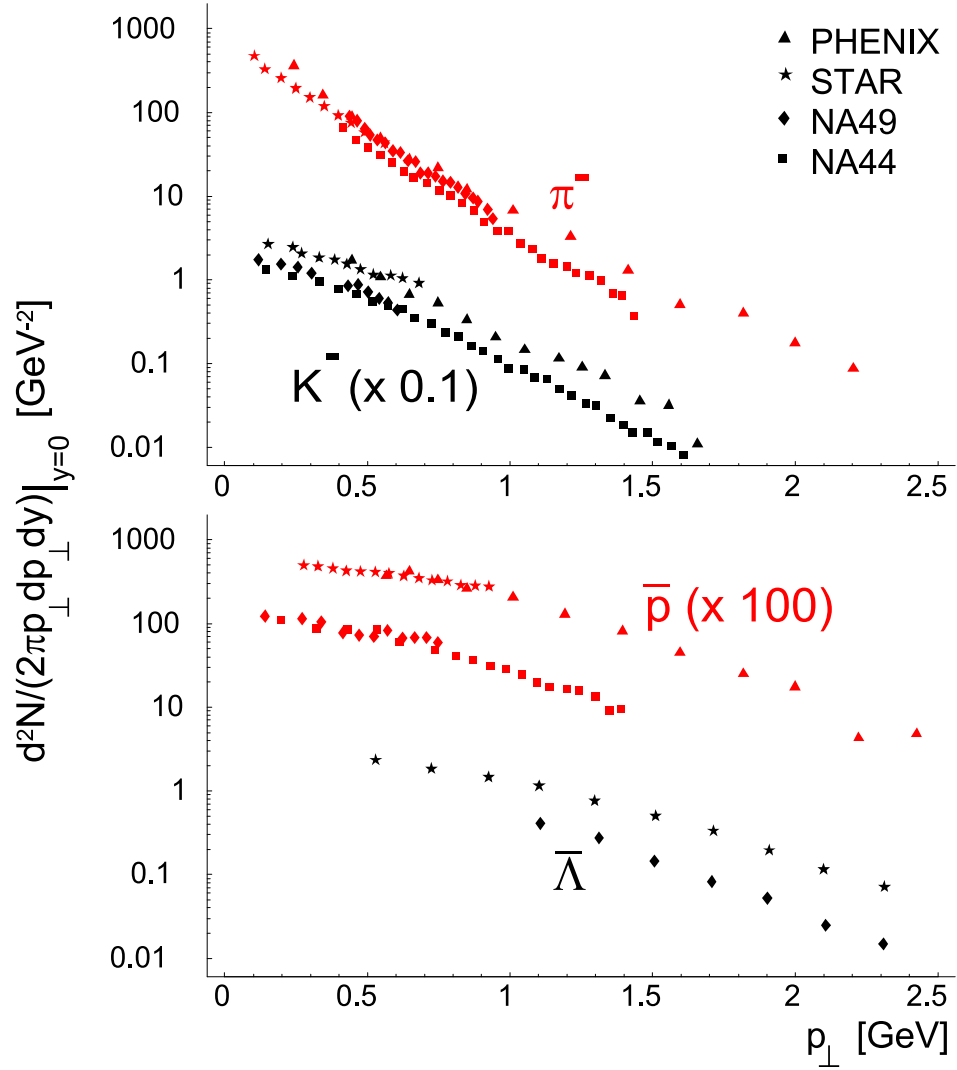 1000
100
10
1
0.1
0.01
▲ PHENIX
★ STAR
◆ NA49
■ NA44
π⁻
K⁻ (x 0.1)
0 0.5 1 1.5 2 2.5
d²N/(2πp⊥ dp⊥ dy)|y=0 [GeV⁻²]
1000
100
10
1
0.1
0.01
p̅ (x 100)
Λ̅
0 0.5 1 1.5 2 2.5
p⊥ [GeV]